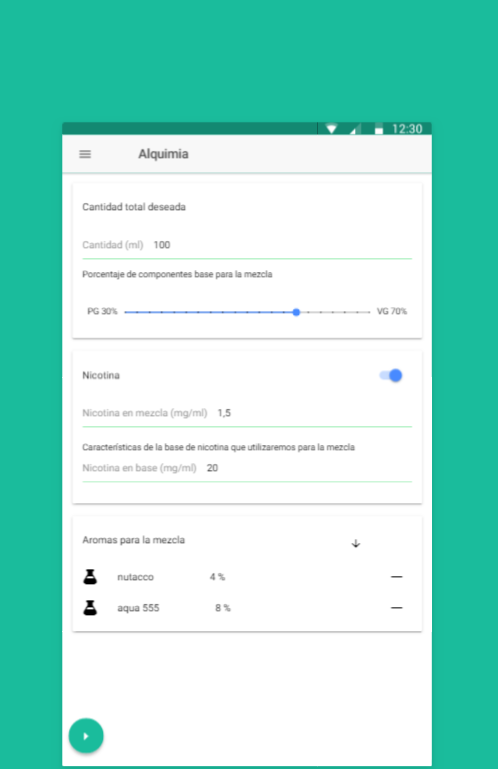 12:30
Alquimia
Cantidad total deseada
Cantidad (ml) 100
Porcentaje de componentes base para la mezcla
PG 30% VG 70%
Nicotina
Nicotina en mezcla (mg/ml) 1,5
Características de la base de nicotina que utilizaremos para la mezcla
Nicotina en base (mg/ml) 20
Aromas para la mezcla
nutacco 4 %
aqua 555 8 %